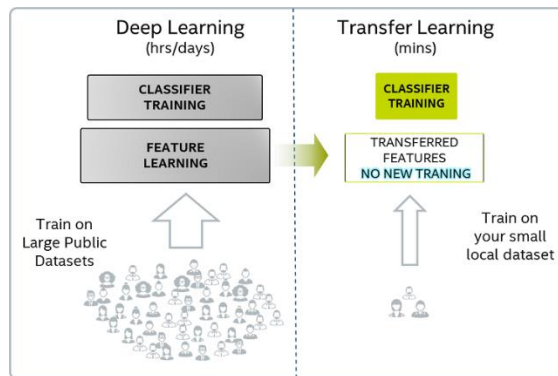 Deep Learning
(hrs/days)
CLASSIFIER
TRAINING
FEATURE
LEARNING
Train on
Large Public
Datasets
Transfer Learning
(mins)
CLASSIFIER
TRAINING
TRANSFERRED
FEATURES
NO NEW TRANING
Train on
your small
local dataset